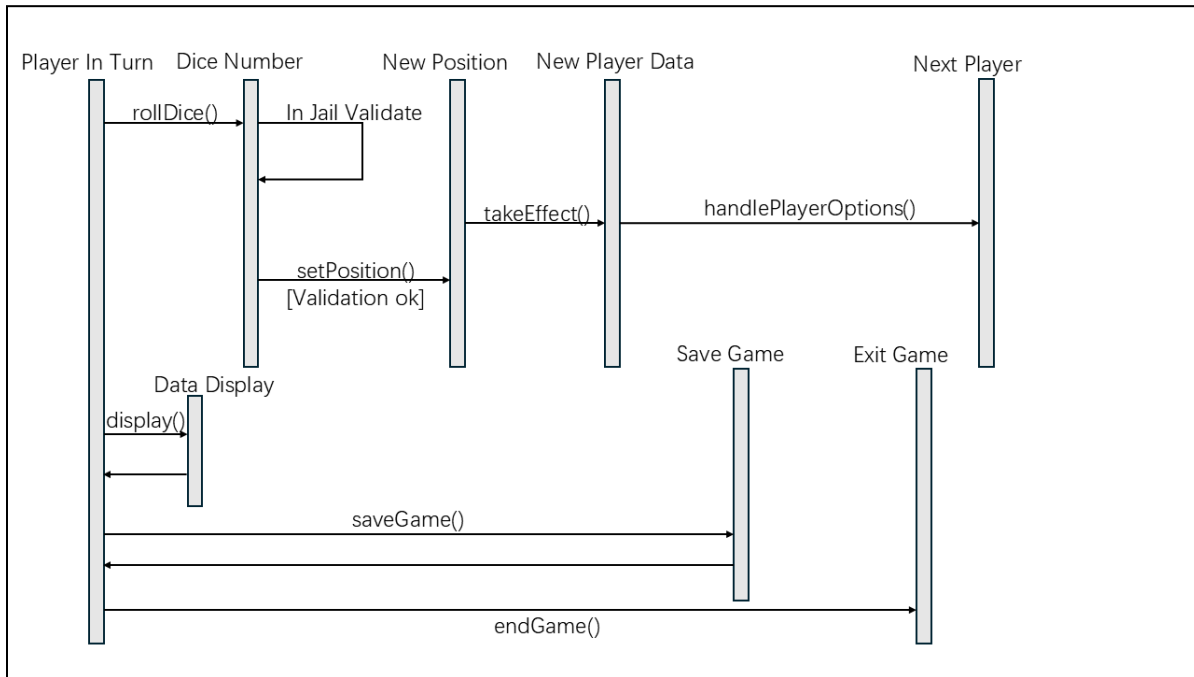 Player In Turn
Dice Number
New Position
New Player Data
Next Player
rollDice()
In Jail Validate
takeEffect()
handlePlayerOptions()
setPosition()
[Validation ok]
Save Game
Exit Game
Data Display
display()
saveGame()
endGame()